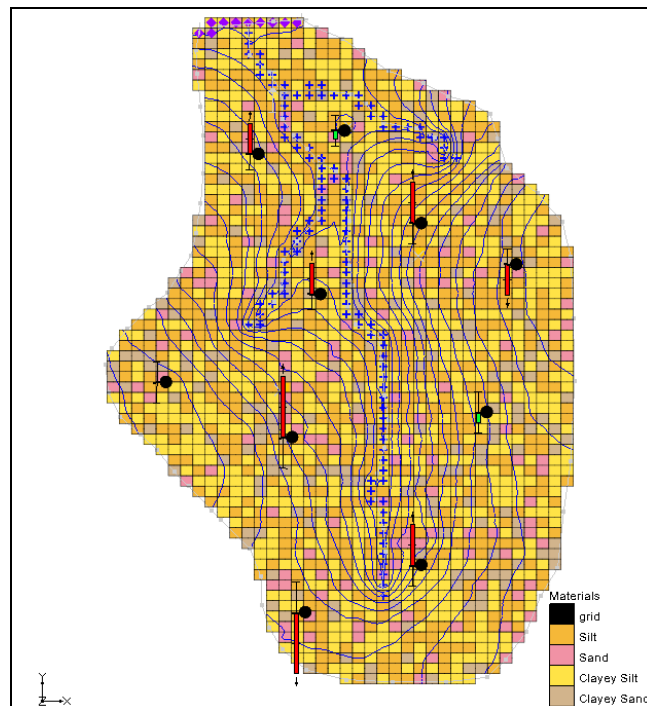 Materials
grid
Silt
Sand
Clayey Silt
Clayey Sand
Y
Z
X